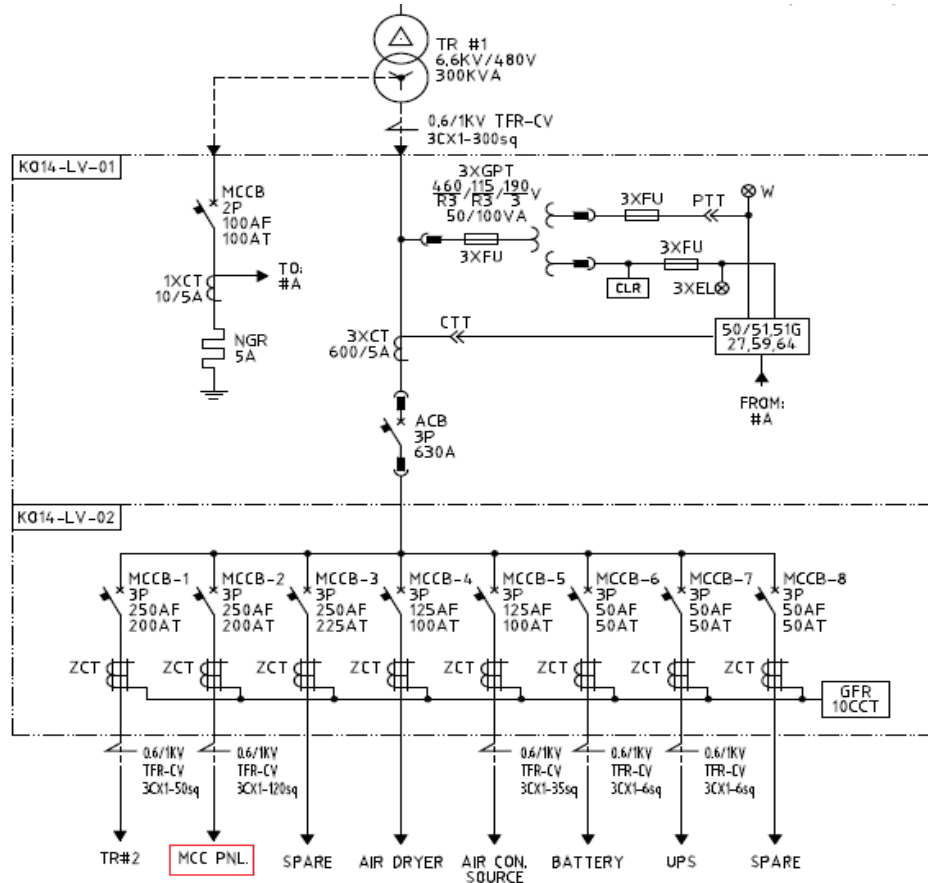 TR #1
6.6KV/480V
300KVA
0.6/1KV TFR-CV
3CX1-300sq
K014-LV-01
MCCB
2P
100AF
100AT
1XCT
10/5A
TO:
#A
NGR
5A
3XGPT
460/R3 / 115/R3 / 190/3 V
50/100VA
3XFU
3XFU
PTT
W
3XFU
CLR
3XEL
3XCT
600/5A
CTT
50/51,51G
27,59,64
FROM:
#A
ACB
3P
630A
K014-LV-02
MCCB-1
3P
250AF
200AT
MCCB-2
3P
250AF
200AT
MCCB-3
3P
250AF
225AT
MCCB-4
3P
125AF
100AT
MCCB-5
3P
125AF
100AT
MCCB-6
3P
50AF
50AT
MCCB-7
3P
50AF
50AT
MCCB-8
3P
50AF
50AT
ZCT
ZCT
ZCT
ZCT
ZCT
ZCT
ZCT
ZCT
GFR
10CCT
0.6/1KV
TFR-CV
3CX1-50sq
0.6/1KV
TFR-CV
3CX1-120sq
0.6/1KV
TFR-CV
3CX1-35sq
0.6/1KV
TFR-CV
3CX1-6sq
0.6/1KV
TFR-CV
3CX1-6sq
TR#2
MCC PNL.
SPARE
AIR DRYER
AIR CON.
SOURCE
BATTERY
UPS
SPARE